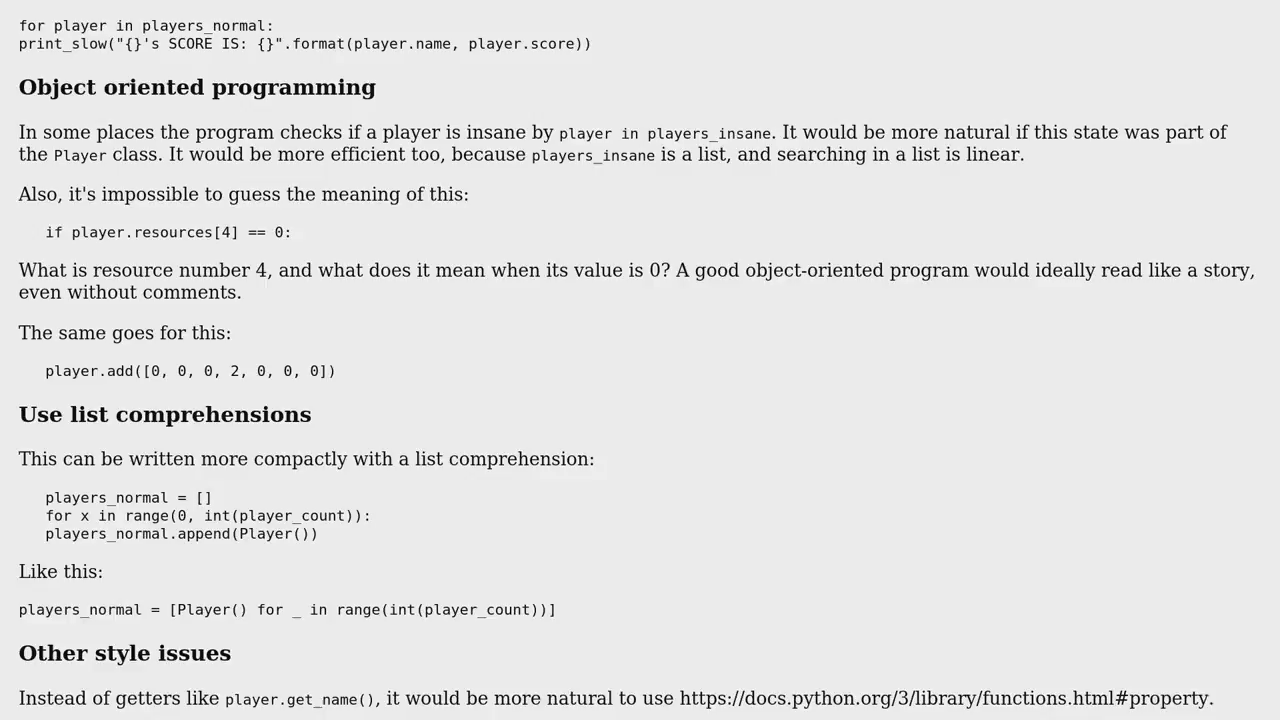 for player in players_normal:
print_slow("{}'s SCORE IS: {}".format(player.name, player.score))
Object oriented programming
In some places the program checks if a player is insane by player in players_insane. It would be more natural if this state was part of
the Player class. It would be more efficient too, because players_insane is a list, and searching in a list is linear.
Also, it's impossible to guess the meaning of this:
if player.resources[4] == 0:
What is resource number 4, and what does it mean when its value is 0? A good object-oriented program would ideally read like a story,
even without comments.
The same goes for this:
player.add([0, 0, 0, 2, 0, 0, 0])
Use list comprehensions
This can be written more compactly with a list comprehension:
players_normal = []
for x in range(0, int(player_count)):
players_normal.append(Player())
Like this:
players_normal = [Player() for _ in range(int(player_count))]
Other style issues
Instead of getters like player.get_name(), it would be more natural to use https://docs.python.org/3/library/functions.html#property.